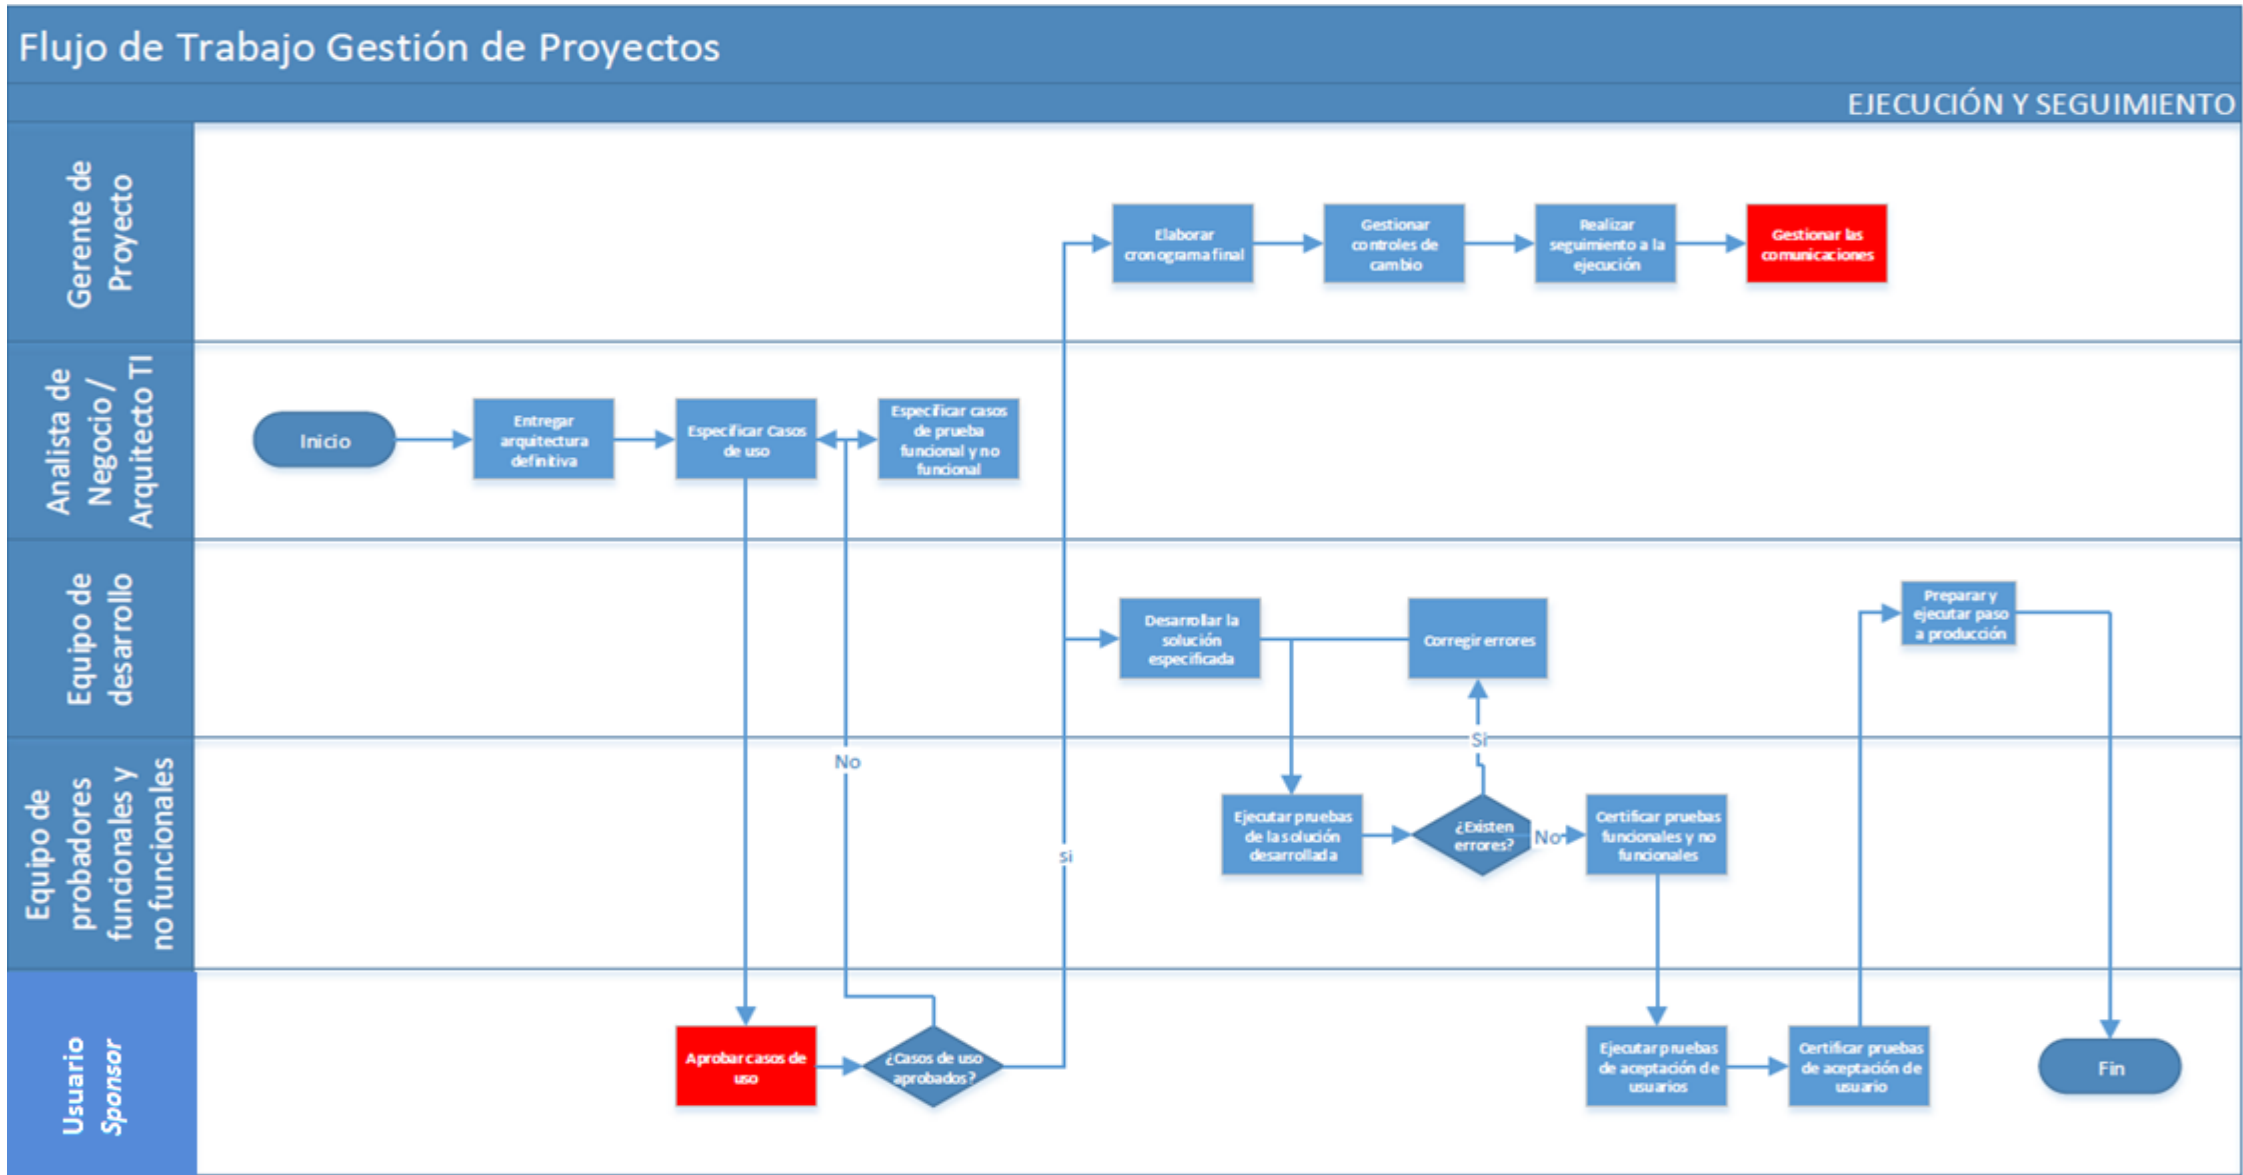 Flujo de Trabajo Gestión de Proyectos
EJECUCIÓN Y SEGUIMIENTO
Gerente de
Proyecto
Elaborar
cronograma final
Gestionar
controles de
cambio
Realizar
seguimiento a la
ejecución
Gestionar las
comunicaciones
Analista de
Negocio /
Arquitecto TI
Inicio
Entregar
arquitectura
definitiva
Especificar Casos
de uso
Especificar casos
de prueba
funcional y no
funcional
Equipo de
desarrollo
Desarrollar la
solución
especificada
Corregir errores
Preparar y
ejecutar paso
a producción
Si
No
Equipo de
probadores
funcionales y
no funcionales
Ejecutar pruebas
de la solución
desarrollada
¿Existen
errores?
No
Certificar pruebas
funcionales y no
funcionales
si
Usuario
Sponsor
Aprobar casos de
uso
¿Casos de uso
aprobados?
Ejecutar pruebas
de aceptación de
usuarios
Certificar pruebas
de aceptación de
usuario
Fin